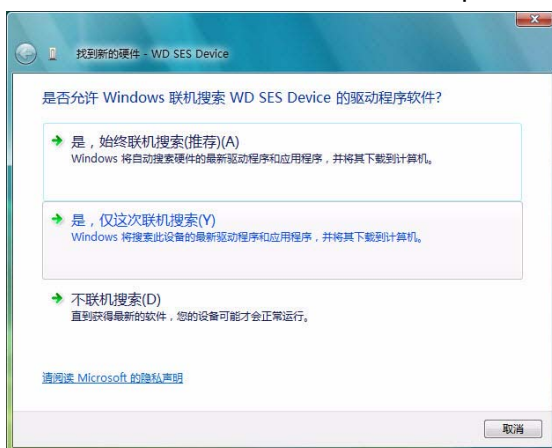 找到新的硬件 - WD SES Device
是否允许 Windows 联机搜索 WD SES Device 的驱动程序软件?
是，始终联机搜索(推荐)(A)
Windows 将自动搜索硬件的最新驱动程序和应用程序，并将其下载到计算机。
是，仅这次联机搜索(Y)
Windows 将搜索此设备的最新驱动程序和应用程序，并将其下载到计算机。
不联机搜索(D)
直到获得最新的软件，您的设备可能才会正常运行。
请阅读 Microsoft 的隐私声明
取消